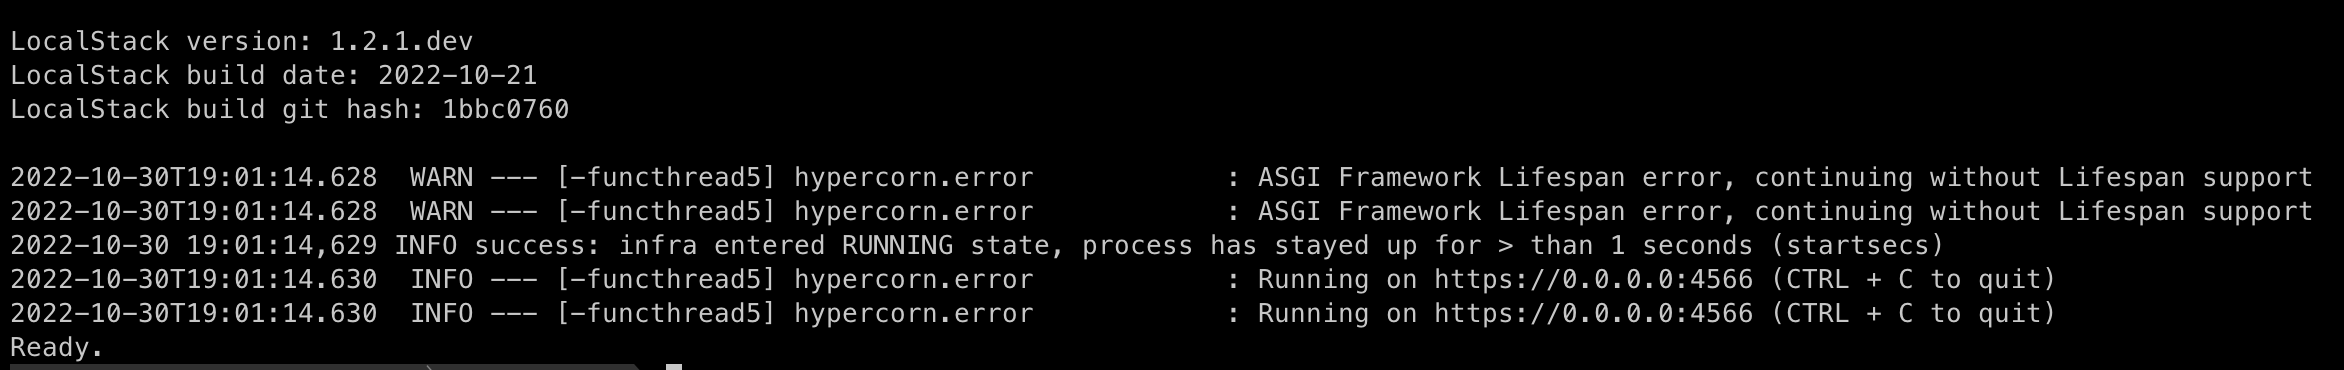 LocalStack version: 1.2.1.dev
LocalStack build date: 2022-10-21
LocalStack build git hash: 1bbc0760
2022-10-30T19:01:14.628  WARN --- [-functhread5] hypercorn.error            : ASGI Framework Lifespan error, continuing without Lifespan support
2022-10-30T19:01:14.628  WARN --- [-functhread5] hypercorn.error            : ASGI Framework Lifespan error, continuing without Lifespan support
2022-10-30 19:01:14,629 INFO success: infra entered RUNNING state, process has stayed up for > than 1 seconds (startsecs)
2022-10-30T19:01:14.630  INFO --- [-functhread5] hypercorn.error            : Running on https://0.0.0.0:4566 (CTRL + C to quit)
2022-10-30T19:01:14.630  INFO --- [-functhread5] hypercorn.error            : Running on https://0.0.0.0:4566 (CTRL + C to quit)
Ready.